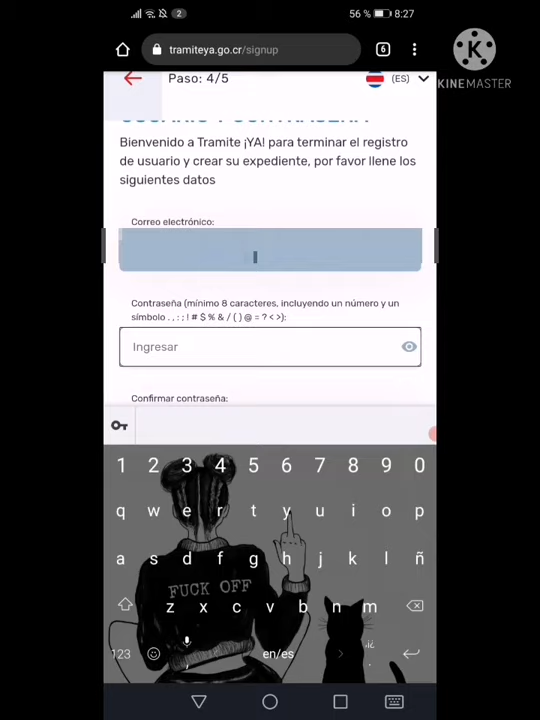 2
56 %
8:27
tramiteya.go.cr/signup
6
KINEMASTER
Paso: 4/5
(ES)
Bienvenido a Tramite ¡YA! para terminar el registro
de usuario y crear su expediente, por favor llene los
siguientes datos
Correo electrónico:
Contraseña (mínimo 8 caracteres, incluyendo un número y un
símbolo . , : ; ! # $ % & / ( ) @ = ? < >):
Ingresar
Confirmar contraseña:
1 2 3 4 5 6 7 8 9 0
q w e r t y u i o p
a s d f g h j k l ñ
FUCK OFF
z x c v b n m
123
,
en/es
.